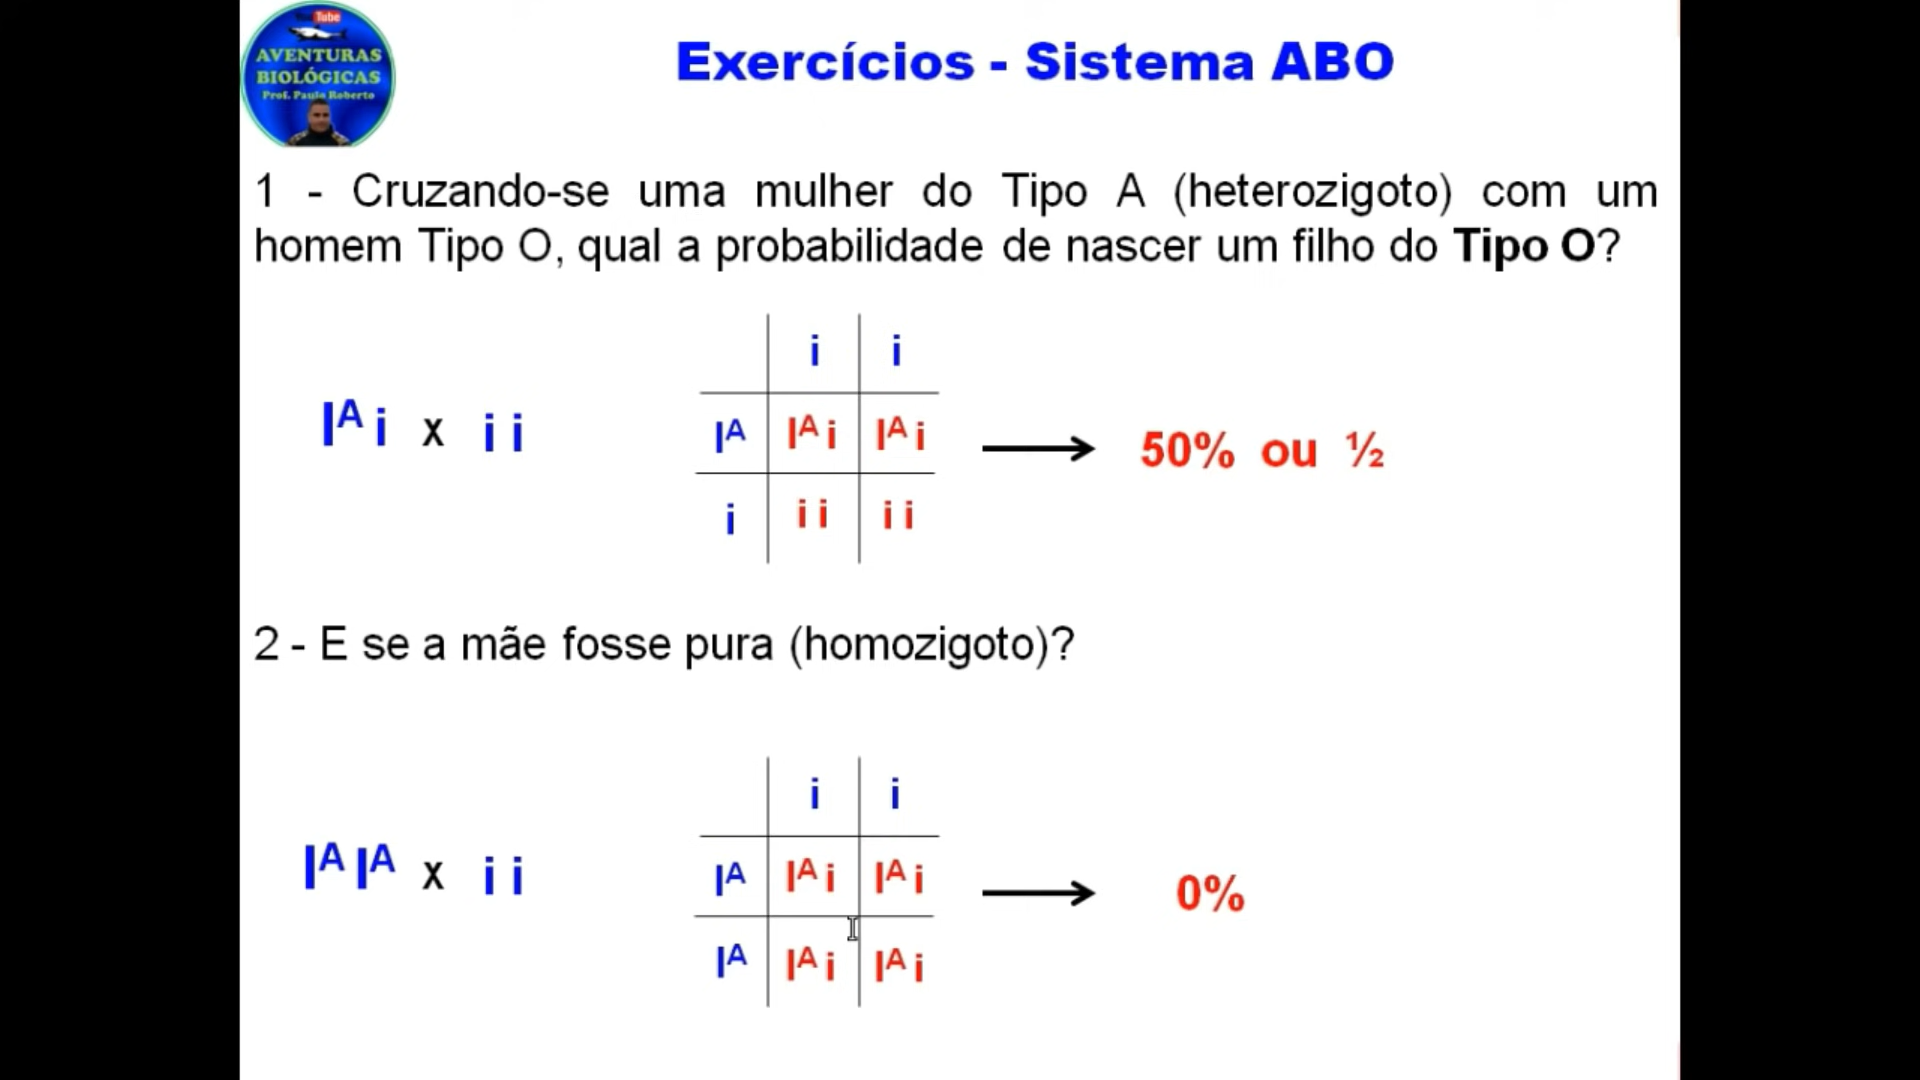 YouTube
AVENTURAS
BIOLÓGICAS
Prof. Paulo Roberto
Exercícios - Sistema ABO
1 - Cruzando-se uma mulher do Tipo A (heterozigoto) com um
homem Tipo O, qual a probabilidade de nascer um filho do Tipo O?
i i
Iᴬ i x i i Iᴬ Iᴬ i Iᴬ i 50% ou ½
i i i i i
2 - E se a mãe fosse pura (homozigoto)?
i i
Iᴬ Iᴬ x i i Iᴬ Iᴬ i Iᴬ i 0%
Iᴬ Iᴬ i Iᴬ i